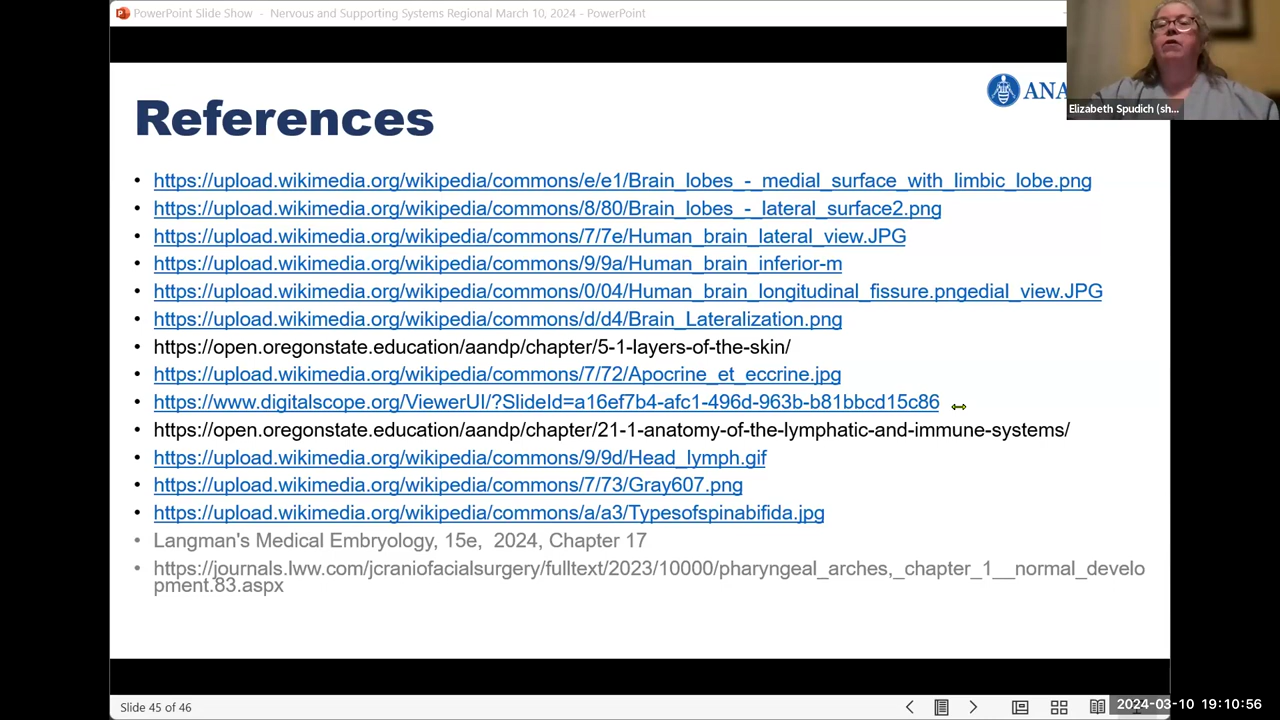 PowerPoint Slide Show - Nervous and Supporting Systems Regional March 10, 2024 - PowerPoint
ANA
Elizabeth Spudich (sh...
References
• https://upload.wikimedia.org/wikipedia/commons/e/e1/Brain_lobes_-_medial_surface_with_limbic_lobe.png
• https://upload.wikimedia.org/wikipedia/commons/8/80/Brain_lobes_-_lateral_surface2.png
• https://upload.wikimedia.org/wikipedia/commons/7/7e/Human_brain_lateral_view.JPG
• https://upload.wikimedia.org/wikipedia/commons/9/9a/Human_brain_inferior-m
• https://upload.wikimedia.org/wikipedia/commons/0/04/Human_brain_longitudinal_fissure.pngedial_view.JPG
• https://upload.wikimedia.org/wikipedia/commons/d/d4/Brain_Lateralization.png
• https://open.oregonstate.education/aandp/chapter/5-1-layers-of-the-skin/
• https://upload.wikimedia.org/wikipedia/commons/7/72/Apocrine_et_eccrine.jpg
• https://www.digitalscope.org/ViewerUI/?SlideId=a16ef7b4-afc1-496d-963b-b81bbcd15c86
• https://open.oregonstate.education/aandp/chapter/21-1-anatomy-of-the-lymphatic-and-immune-systems/
• https://upload.wikimedia.org/wikipedia/commons/9/9d/Head_lymph.gif
• https://upload.wikimedia.org/wikipedia/commons/7/73/Gray607.png
• https://upload.wikimedia.org/wikipedia/commons/a/a3/Typesofspinabifida.jpg
• Langman's Medical Embryology, 15e, 2024, Chapter 17
• https://journals.lww.com/jcraniofacialsurgery/fulltext/2023/10000/pharyngeal_arches,_chapter_1__normal_develo
pment.83.aspx
Slide 45 of 46
2024-03-10 19:10:56